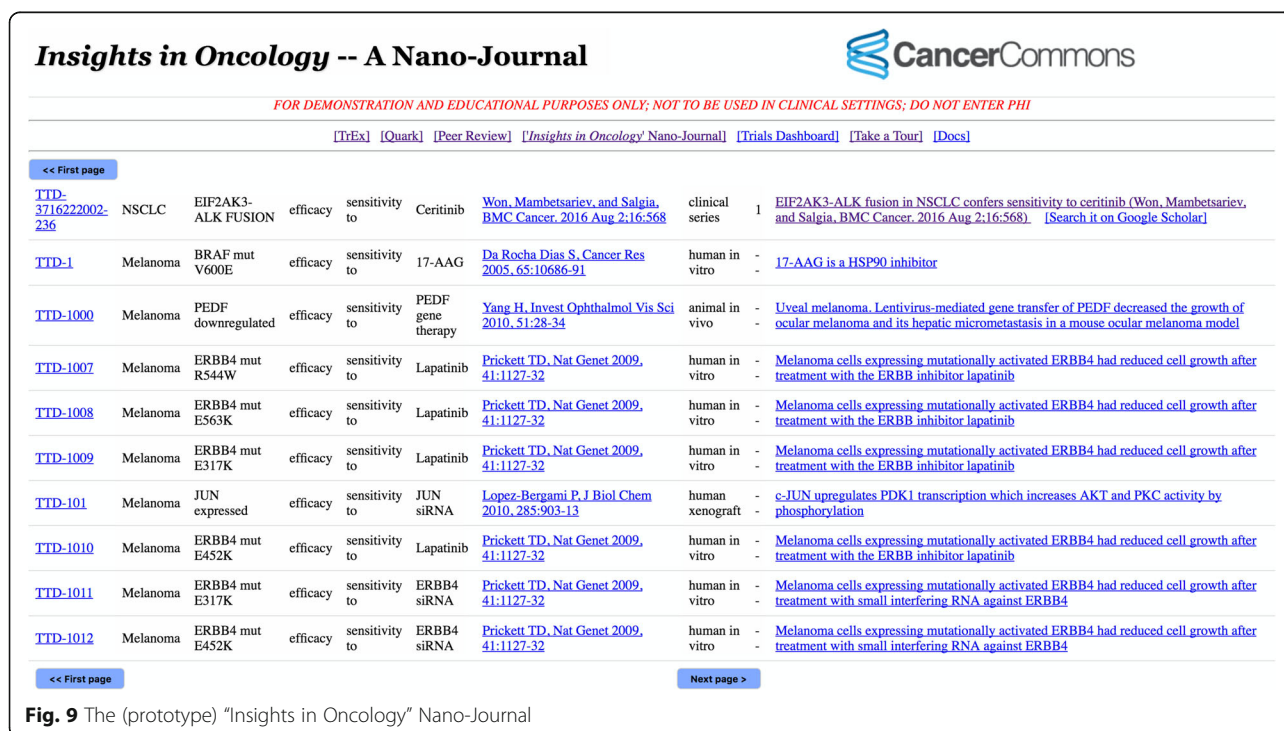 Insights in Oncology -- A Nano-Journal
CancerCommons
FOR DEMONSTRATION AND EDUCATIONAL PURPOSES ONLY; NOT TO BE USED IN CLINICAL SETTINGS; DO NOT ENTER PHI
[TrEx] [Quark] [Peer Review] ['Insights in Oncology' Nano-Journal] [Trials Dashboard] [Take a Tour] [Docs]
<< First page
TTD-
3716222002-
236
NSCLC
EIF2AK3-
ALK FUSION
efficacy
sensitivity
to
Ceritinib
Won, Mambetsariev, and Salgia,
BMC Cancer. 2016 Aug 2;16:568
clinical
series
1
EIF2AK3-ALK fusion in NSCLC confers sensitivity to ceritinib (Won, Mambetsariev,
and Salgia, BMC Cancer. 2016 Aug 2;16:568) [Search it on Google Scholar]
TTD-1
Melanoma
BRAF mut
V600E
efficacy
sensitivity
to
17-AAG
Da Rocha Dias S, Cancer Res
2005, 65:10686-91
human in
vitro
-
-
17-AAG is a HSP90 inhibitor
TTD-1000
Melanoma
PEDF
downregulated
efficacy
sensitivity
to
PEDF
gene
therapy
Yang H, Invest Ophthalmol Vis Sci
2010, 51:28-34
animal in
vivo
-
-
Uveal melanoma. Lentivirus-mediated gene transfer of PEDF decreased the growth of
ocular melanoma and its hepatic micrometastasis in a mouse ocular melanoma model
TTD-1007
Melanoma
ERBB4 mut
R544W
efficacy
sensitivity
to
Lapatinib
Prickett TD, Nat Genet 2009,
41:1127-32
human in
vitro
-
-
Melanoma cells expressing mutationally activated ERBB4 had reduced cell growth after
treatment with the ERBB inhibitor lapatinib
TTD-1008
Melanoma
ERBB4 mut
E563K
efficacy
sensitivity
to
Lapatinib
Prickett TD, Nat Genet 2009,
41:1127-32
human in
vitro
-
-
Melanoma cells expressing mutationally activated ERBB4 had reduced cell growth after
treatment with the ERBB inhibitor lapatinib
TTD-1009
Melanoma
ERBB4 mut
E317K
efficacy
sensitivity
to
Lapatinib
Prickett TD, Nat Genet 2009,
41:1127-32
human in
vitro
-
-
Melanoma cells expressing mutationally activated ERBB4 had reduced cell growth after
treatment with the ERBB inhibitor lapatinib
TTD-101
Melanoma
JUN
expressed
efficacy
sensitivity
to
JUN
siRNA
Lopez-Bergami P, J Biol Chem
2010, 285:903-13
human
xenograft
-
-
c-JUN upregulates PDK1 transcription which increases AKT and PKC activity by
phosphorylation
TTD-1010
Melanoma
ERBB4 mut
E452K
efficacy
sensitivity
to
Lapatinib
Prickett TD, Nat Genet 2009,
41:1127-32
human in
vitro
-
-
Melanoma cells expressing mutationally activated ERBB4 had reduced cell growth after
treatment with the ERBB inhibitor lapatinib
TTD-1011
Melanoma
ERBB4 mut
E317K
efficacy
sensitivity
to
ERBB4
siRNA
Prickett TD, Nat Genet 2009,
41:1127-32
human in
vitro
-
-
Melanoma cells expressing mutationally activated ERBB4 had reduced cell growth after
treatment with small interfering RNA against ERBB4
TTD-1012
Melanoma
ERBB4 mut
E452K
efficacy
sensitivity
to
ERBB4
siRNA
Prickett TD, Nat Genet 2009,
41:1127-32
human in
vitro
-
-
Melanoma cells expressing mutationally activated ERBB4 had reduced cell growth after
treatment with small interfering RNA against ERBB4
<< First page
Next page >
Fig. 9 The (prototype) “Insights in Oncology” Nano-Journal